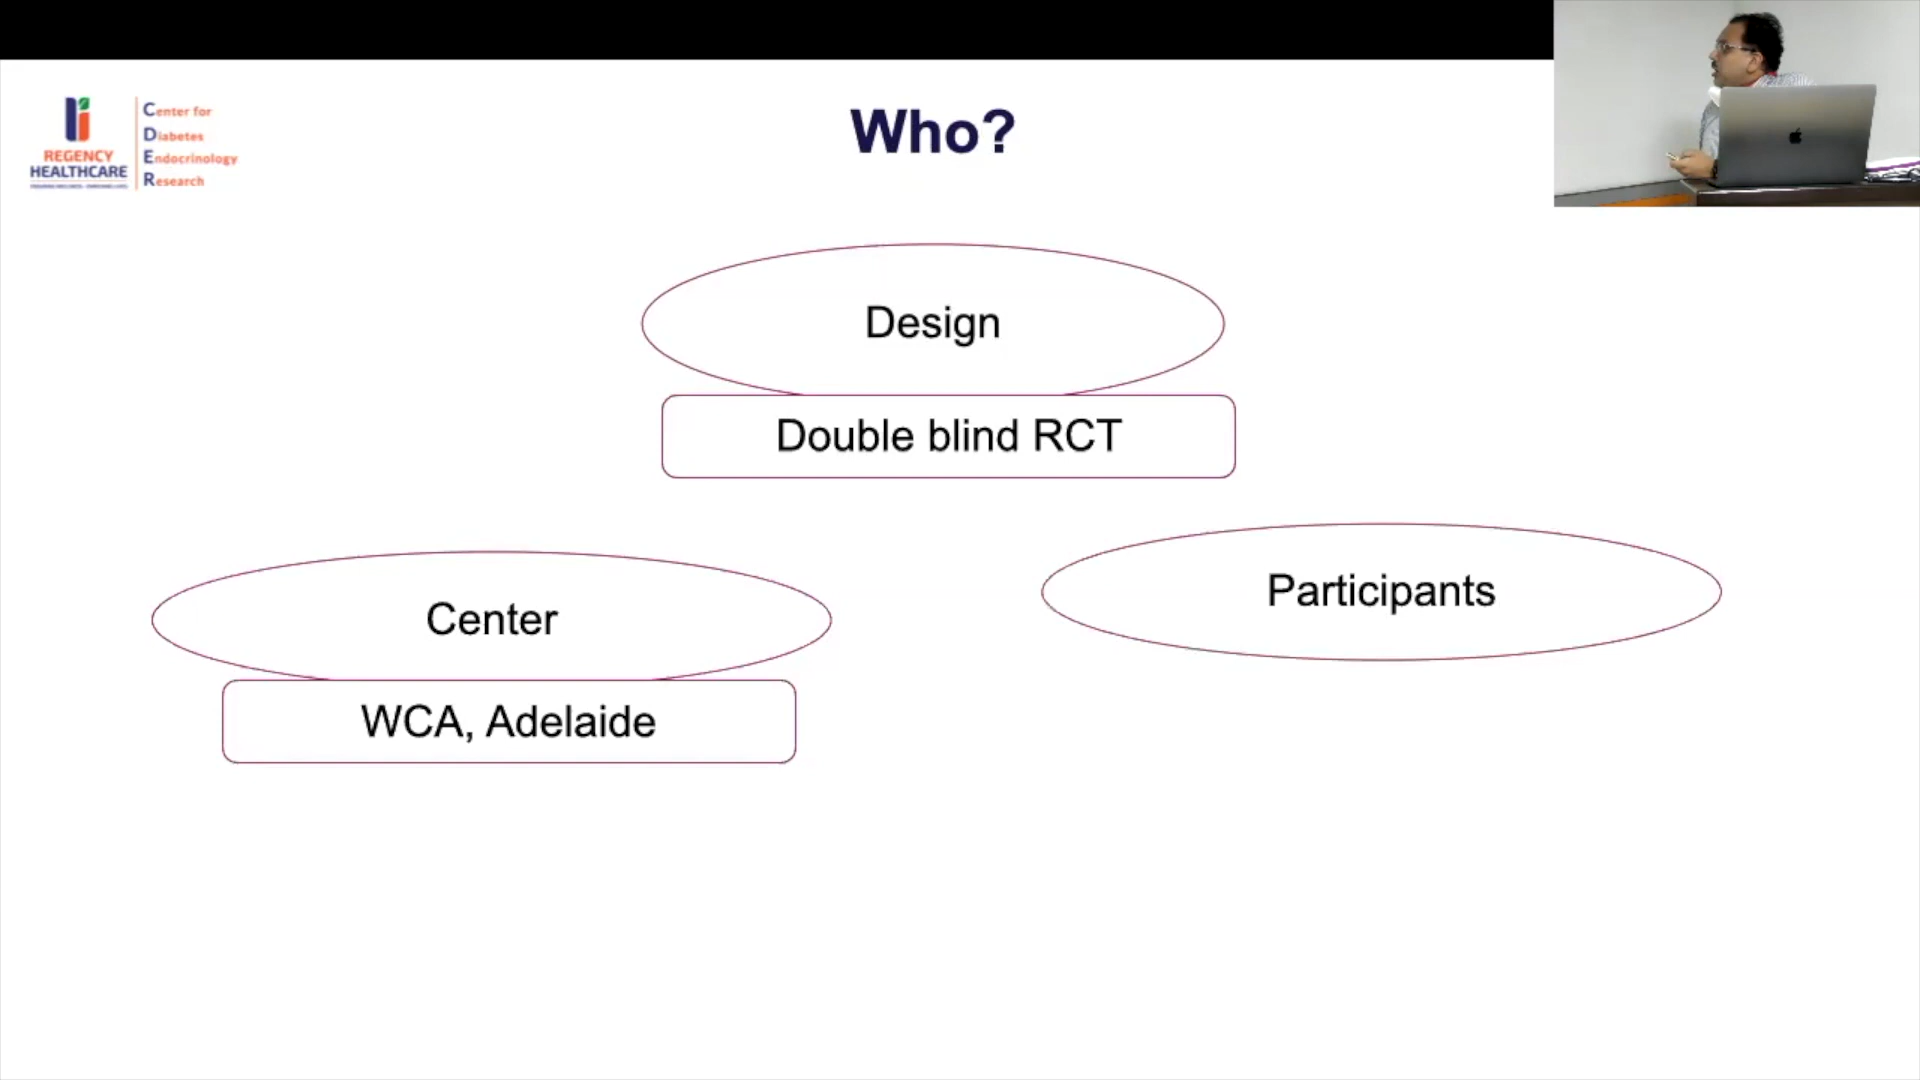 REGENCY
HEALTHCARE
Center for
Diabetes
Endocrinology
Research
Who?
Design
Double blind RCT
Center
WCA, Adelaide
Participants